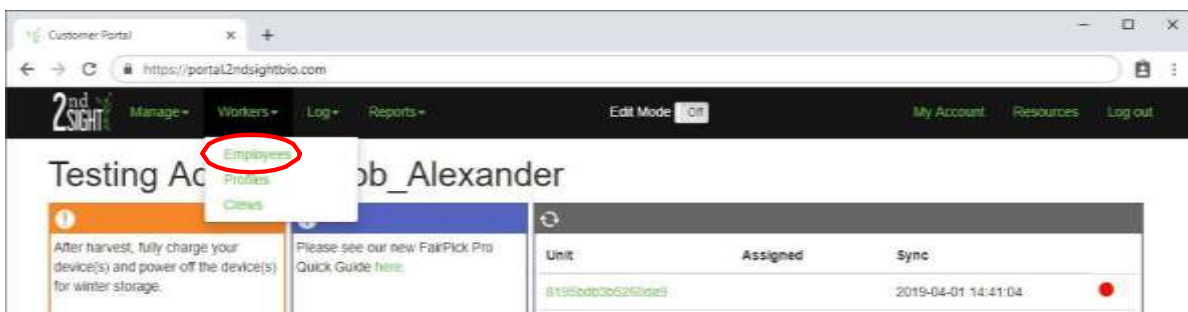 Customer Portal
https://portal.2ndsightbio.com
2nd SIGHT
Manage
Workers
Log
Reports
Edit Mode Off
My Account
Resources
Log out
Employees
Profiles
Crews
Testing Ac ob_Alexander
After harvest, fully charge your
device(s) and power off the device(s)
for winter storage.
Please see our new FairPick Pro
Quick Guide here.
Unit Assigned Sync
2019-04-01 14:41:04